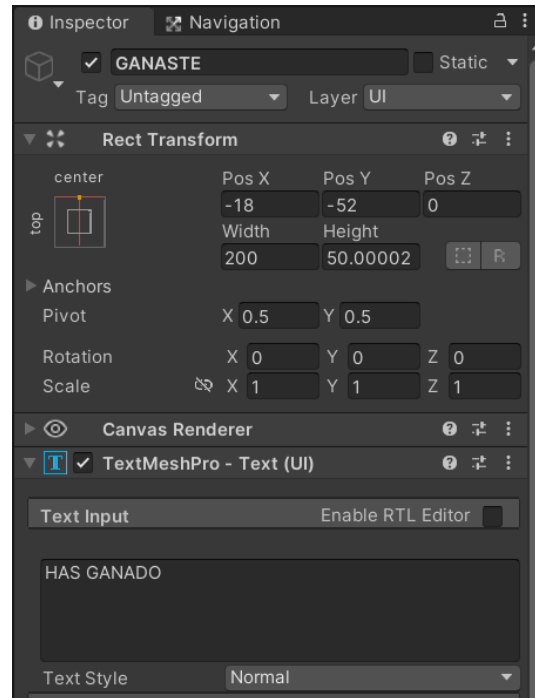 Inspector Navigation
GANASTE Static
Tag Untagged Layer UI
Rect Transform
center Pos X Pos Y Pos Z
top -18 -52 0
Width Height
200 50.00002 R
Anchors
Pivot X 0.5 Y 0.5
Rotation X 0 Y 0 Z 0
Scale X 1 Y 1 Z 1
Canvas Renderer
T TextMeshPro - Text (UI)
Text Input Enable RTL Editor
HAS GANADO
Text Style Normal